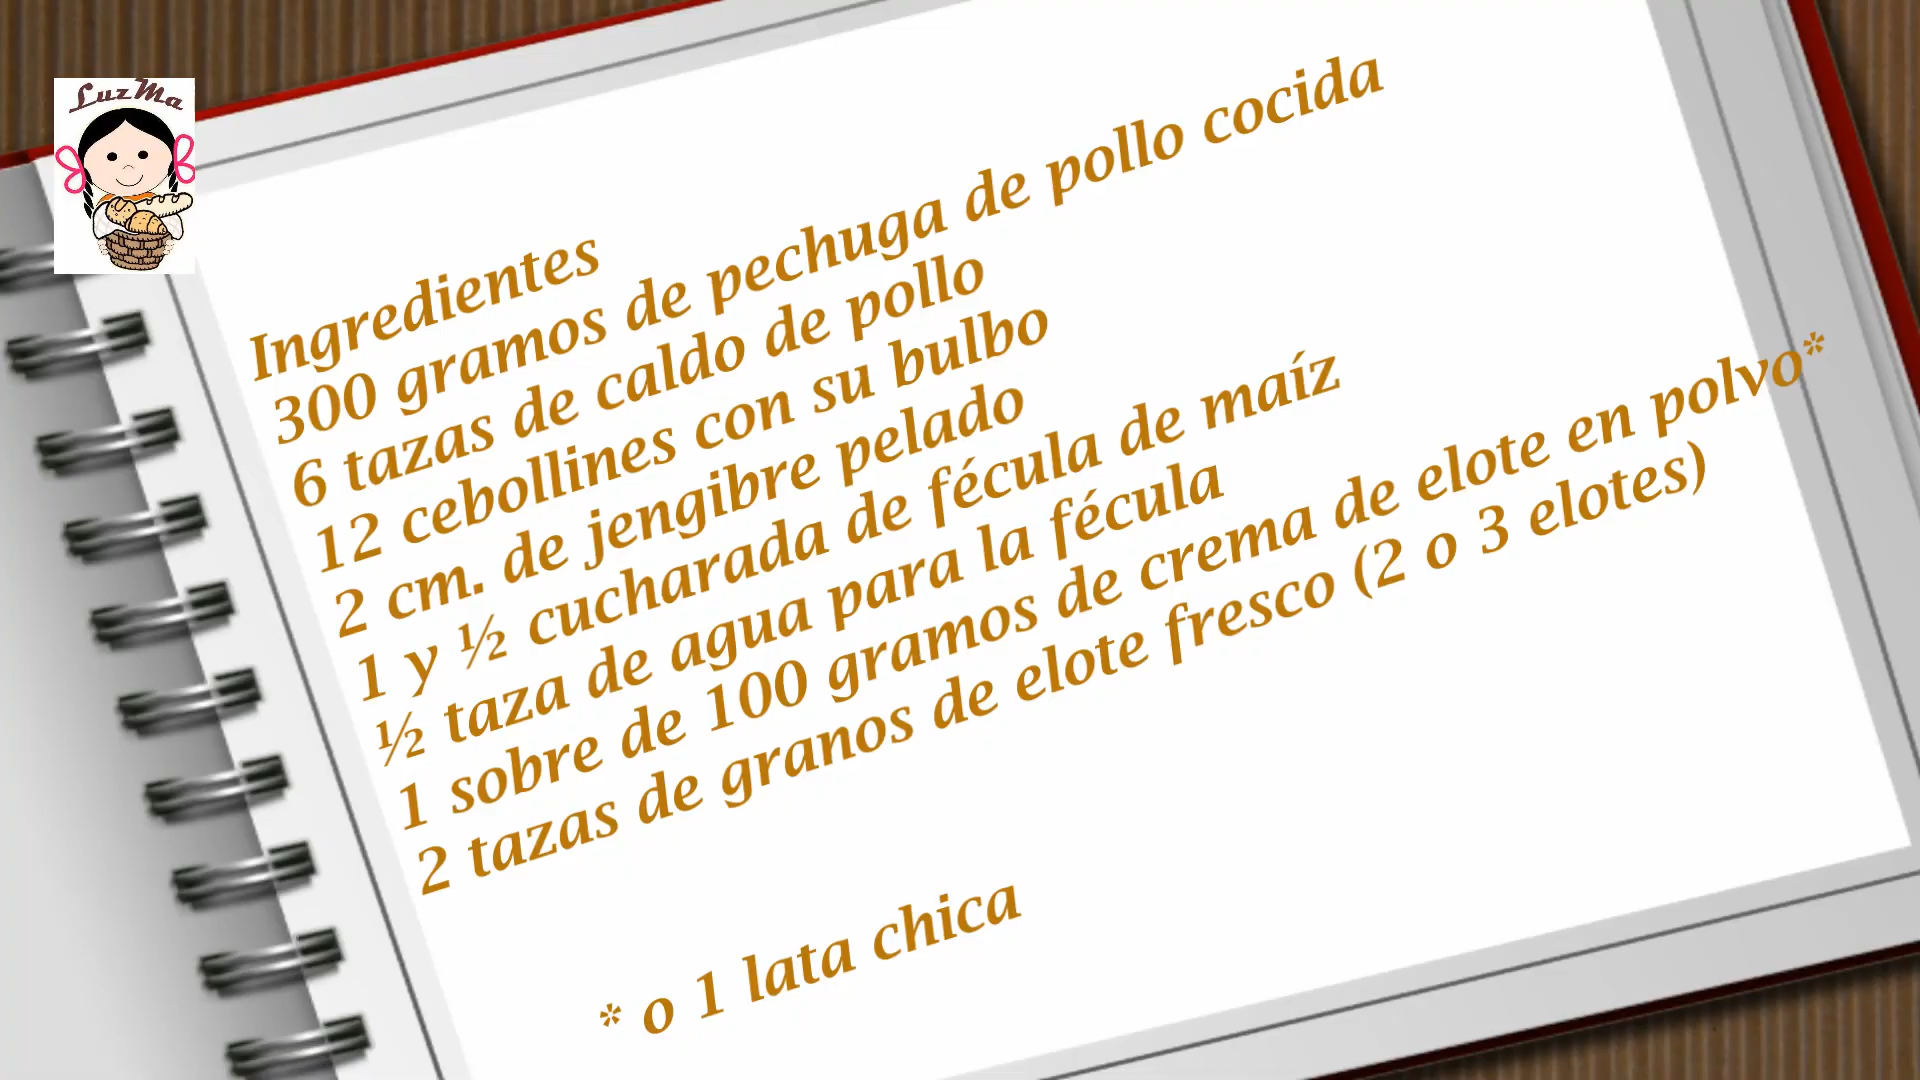 LuzMa
Ingredientes
300 gramos de pechuga de pollo cocida
6 tazas de caldo de pollo
12 cebollines con su bulbo
2 cm. de jengibre pelado
1 y ½ cucharada de fécula de maíz
½ taza de agua para la fécula
1 sobre de 100 gramos de crema de elote en polvo*
2 tazas de granos de elote fresco (2 o 3 elotes)
* o 1 lata chica